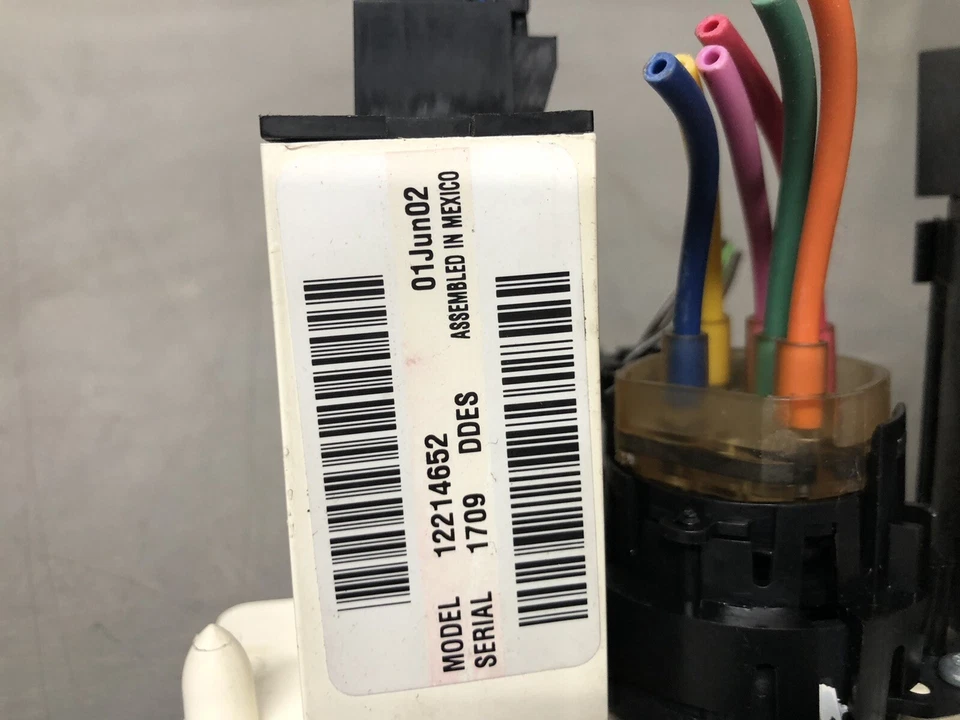 01Jun02
ASSEMBLED IN MEXICO
MODEL 12214652
SERIAL 1709 DDES